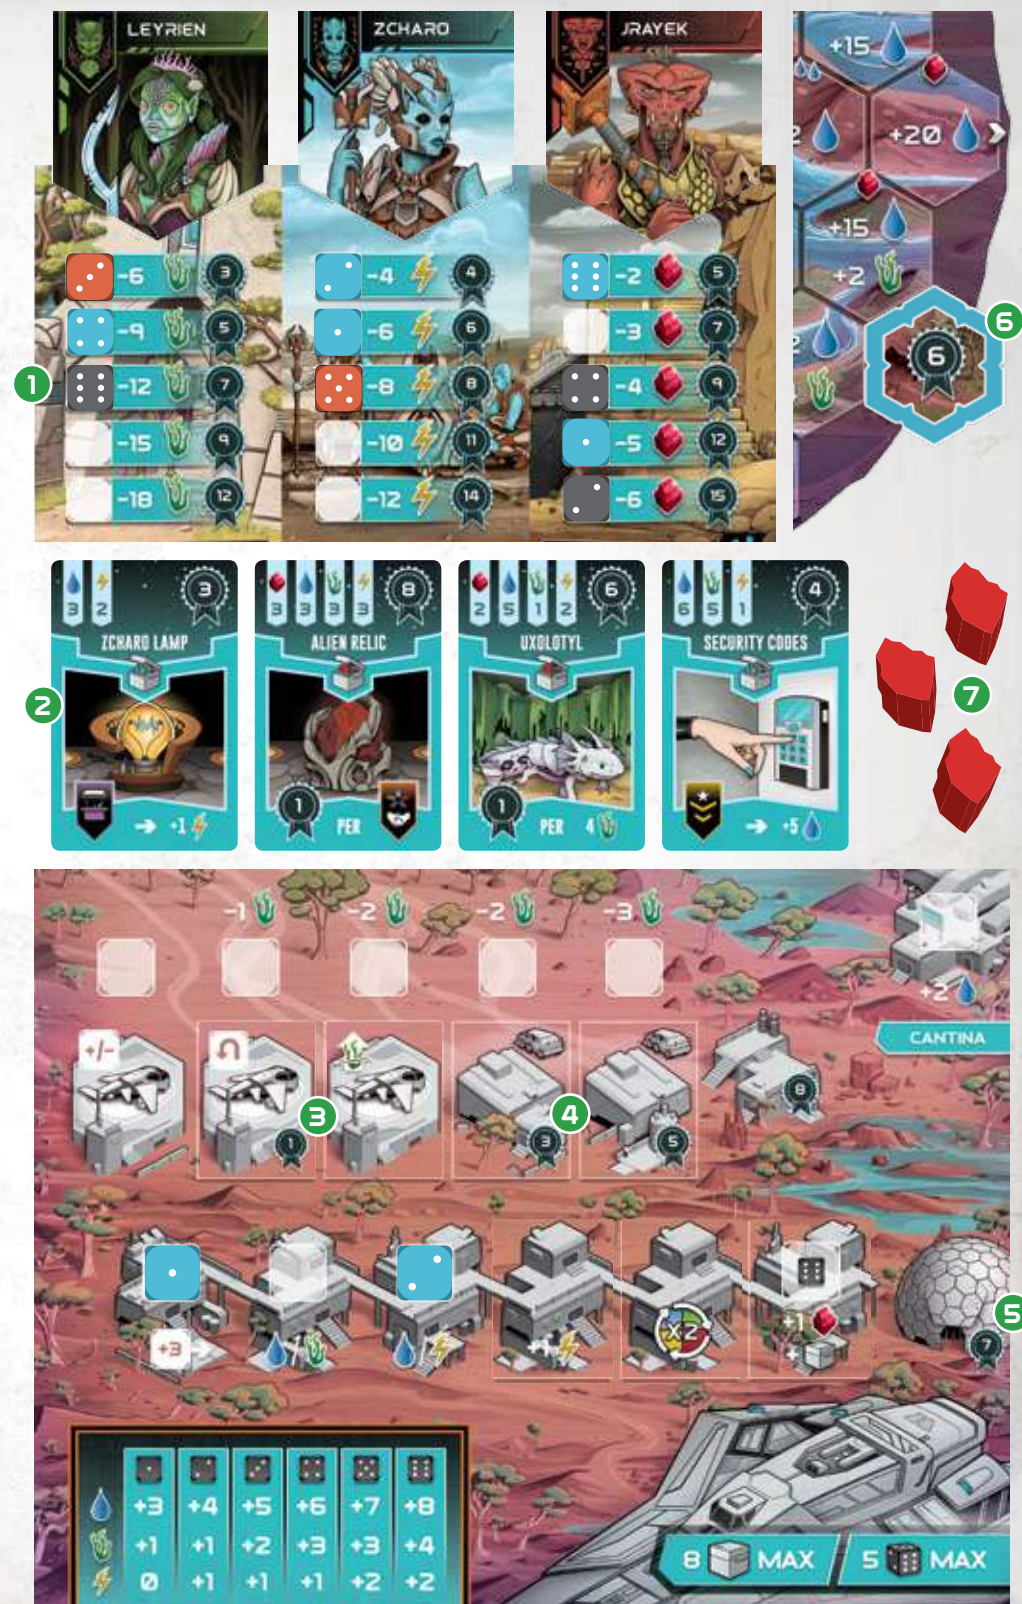 LEYRIEN
ZCHARO
JRAYEK
-6 3
-9 5
-12 7
-15 9
-18 12
-4 4
-6 6
-8 8
-10 11
-12 14
-2 5
-3 7
-4 9
-5 12
-6 15
+15
+20
+15
+2
6
6
1
2
3 2
3
ZCHARO LAMP
+1
3 3 3 3
8
ALIEN RELIC
1 PER
2 5 1 2
6
UXOLOTYL
1 PER 4
6 5 1
4
SECURITY CODES
+5
7
-1 -2 -2 -3
+2
CANTINA
+/-
3
4
1
3
5
8
+3
+1
X2
+1
+
5
7
+3 +4 +5 +6 +7 +8
+1 +1 +2 +3 +3 +4
0 +1 +1 +1 +2 +2
8 MAX / 5 MAX